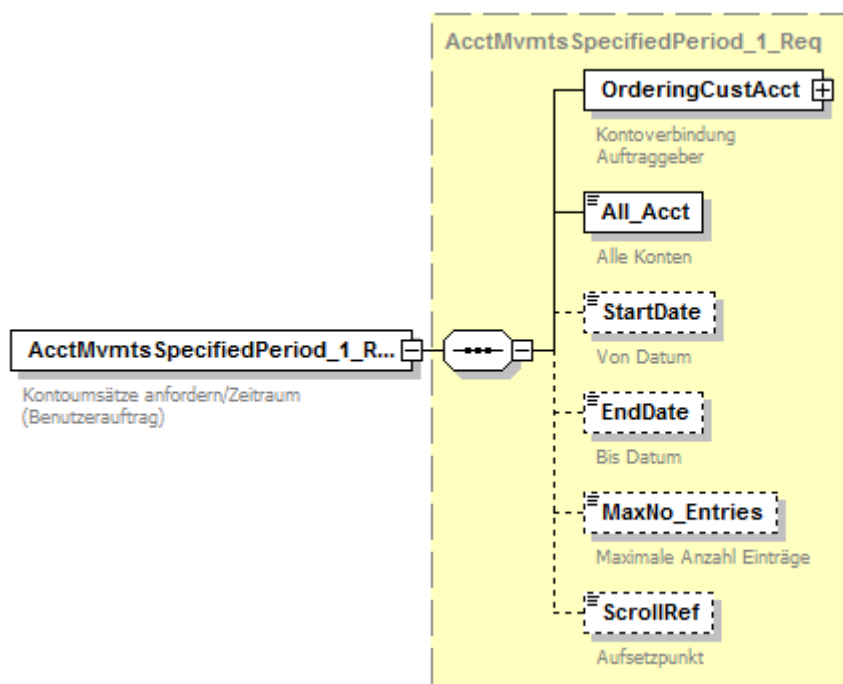 AcctMvmtsSpecifiedPeriod_1_Req
OrderingCustAcct
Kontoverbindung
Auftraggeber
All_Acct
Alle Konten
StartDate
Von Datum
AcctMvmtsSpecifiedPeriod_1_R...
Kontoumsätze anfordern/Zeitraum
(Benutzerauftrag)
EndDate
Bis Datum
MaxNo_Entries
Maximale Anzahl Einträge
ScrollRef
Aufsetzpunkt